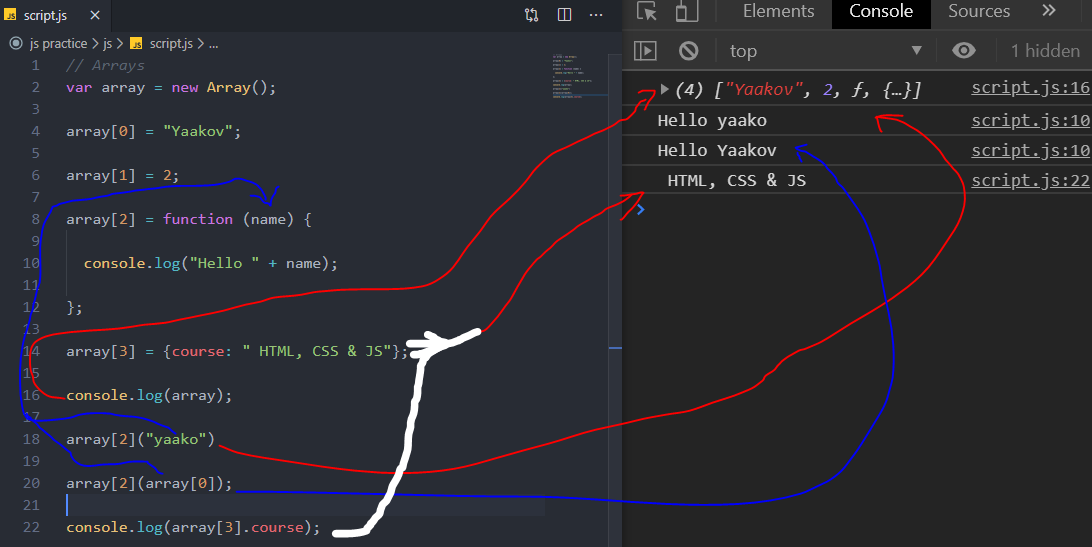 JS script.js ×
js practice > js > JS script.js > ...
1 // Arrays
2 var array = new Array();
3
4 array[0] = "Yaakov";
5
6 array[1] = 2;
7
8 array[2] = function (name) {
9
10 console.log("Hello " + name);
11
12 };
13
14 array[3] = {course: " HTML, CSS & JS"};
15
16 console.log(array);
17
18 array[2]("yaako")
19
20 array[2](array[0]);
21
22 console.log(array[3].course);
Elements Console Sources »
top ▼ 1 hidden
▶ (4) ["Yaakov", 2, ƒ, {…}] script.js:16
Hello yaako script.js:10
Hello Yaakov script.js:10
HTML, CSS & JS script.js:22
>